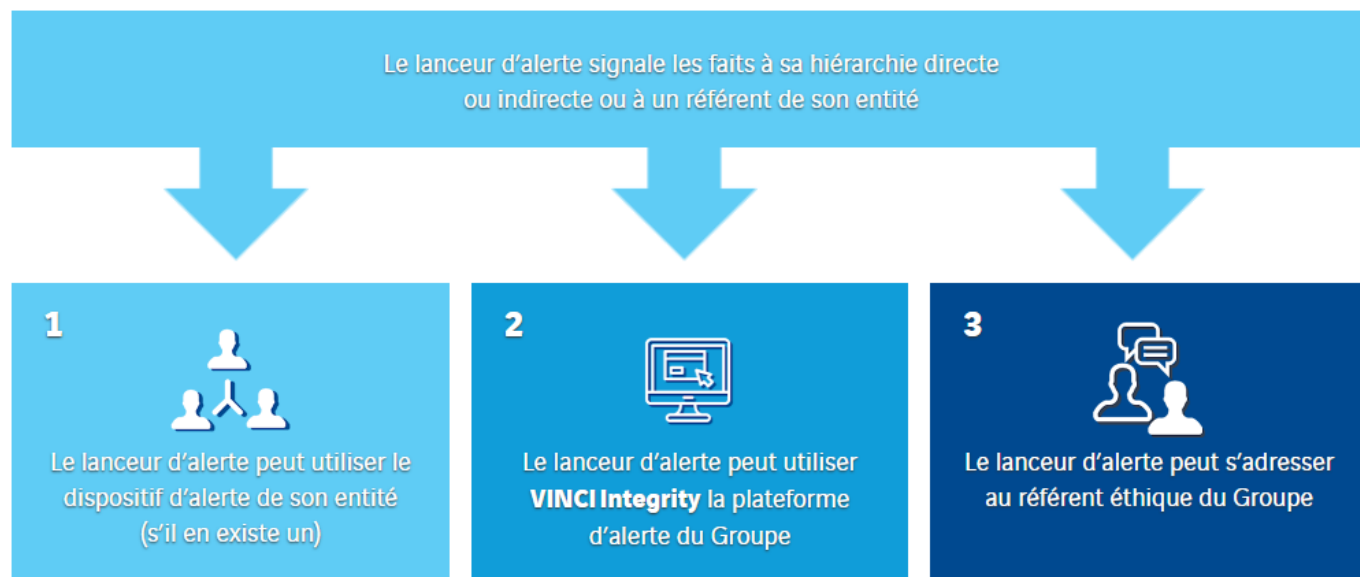 Le lanceur d'alerte signale les faits à sa hiérarchie directe
ou indirecte ou à un référent de son entité
1
Le lanceur d'alerte peut utiliser le
dispositif d'alerte de son entité
(s'il en existe un)
2
Le lanceur d'alerte peut utiliser
VINCI Integrity la plateforme
d'alerte du Groupe
3
Le lanceur d'alerte peut s'adresser
au référent éthique du Groupe